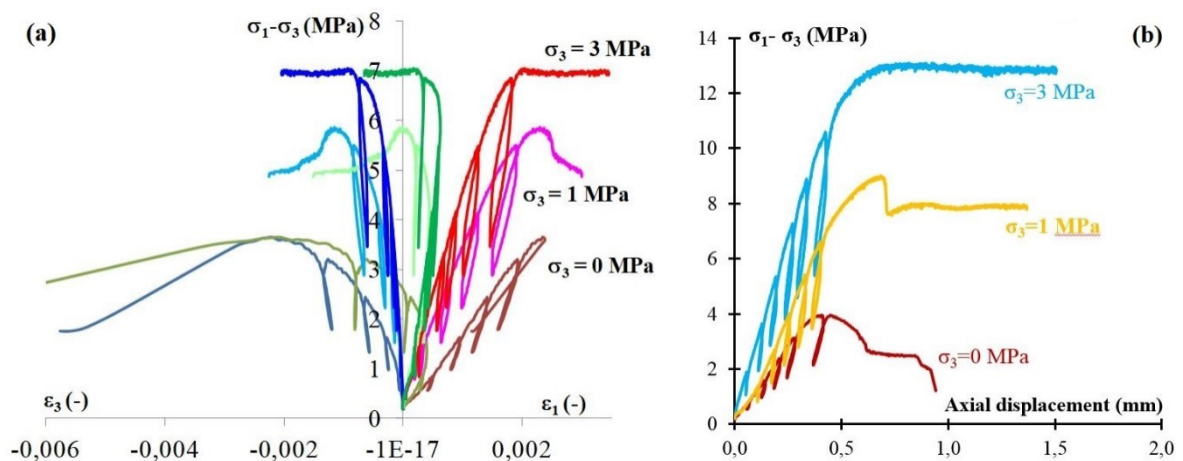 (a)
σ₁-σ₃ (MPa)
8
7
6
5
4
3
2
1
0
σ₃ = 3 MPa
σ₃ = 1 MPa
σ₃ = 0 MPa
ε₃ (-)
ε₁ (-)
-0,006
-0,004
-0,002
-1E-17
0,002
σ₁- σ₃ (MPa)
(b)
14
12
10
8
6
4
2
0
σ₃=3 MPa
σ₃=1 MPa
σ₃=0 MPa
Axial displacement (mm)
0,0
0,5
1,0
1,5
2,0